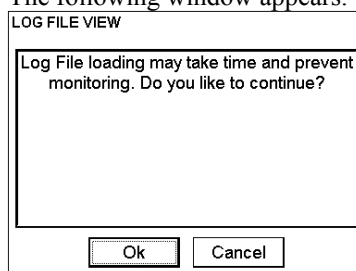 The following window appears:
LOG FILE VIEW
Log File loading may take time and prevent
monitoring. Do you like to continue?
Ok
Cancel